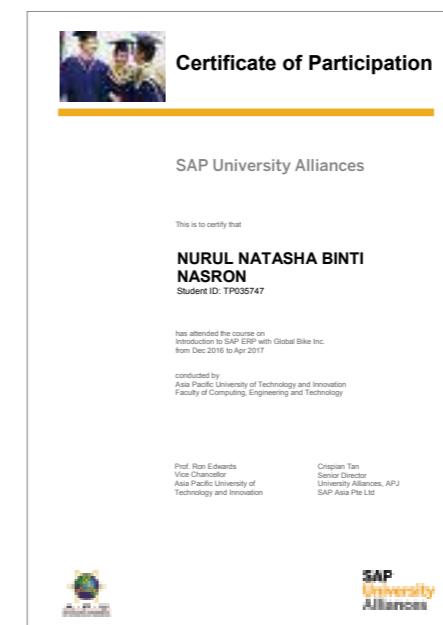 Certificate of Participation
SAP University Alliances
This is to certify that
NURUL NATASHA BINTI
NASRON
Student ID: TP035747
has attended the course on
Introduction to SAP ERP with Global Bike Inc.
from Dec 2016 to Apr 2017
conducted by
Asia Pacific University of Technology and Innovation
Faculty of Computing, Engineering and Technology
Prof. Ron Edwards
Vice Chancellor
Asia Pacific University of
Technology and Innovation
Crispian Tan
Senior Director
University Alliances, APJ
SAP Asia Pte Ltd
A·P·U
SAP
University
Alliances